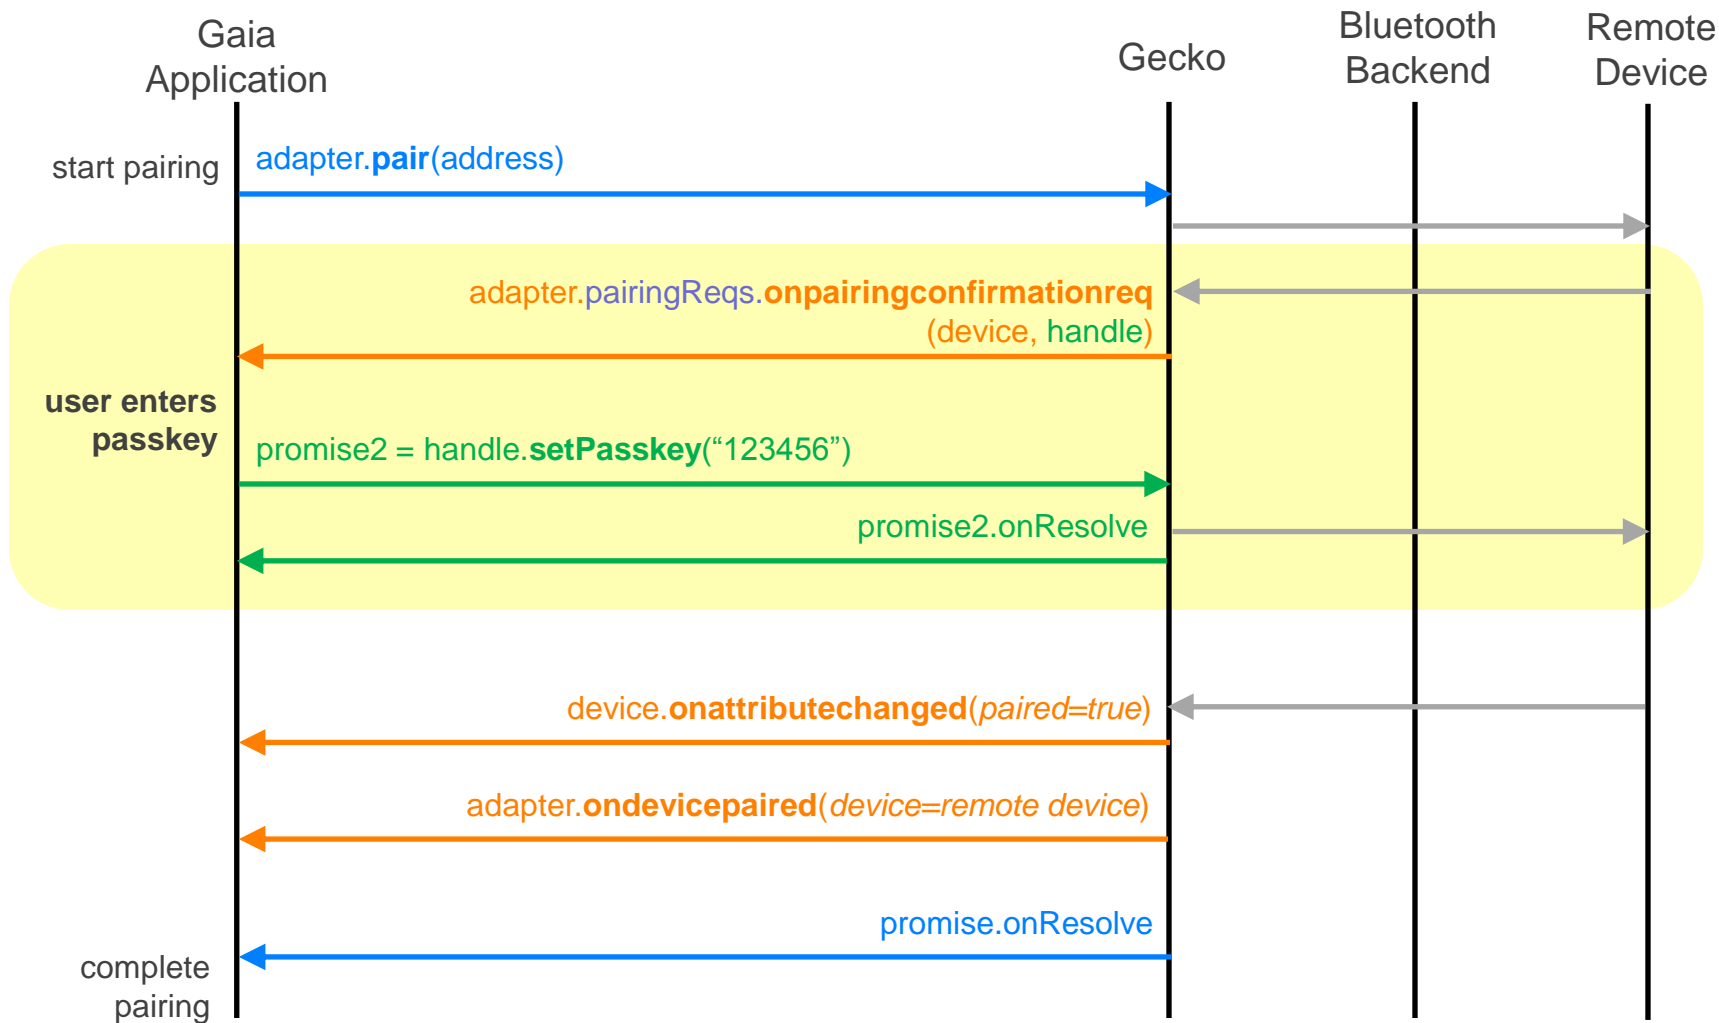 Gaia
Application
Gecko
Bluetooth
Backend
Remote
Device
start pairing
adapter.pair(address)
adapter.pairingReqs.onpairingconfirmationreq
(device, handle)
user enters
passkey
promise2 = handle.setPasskey(“123456”)
promise2.onResolve
device.onattributechanged(paired=true)
adapter.ondevicepaired(device=remote device)
promise.onResolve
complete
pairing